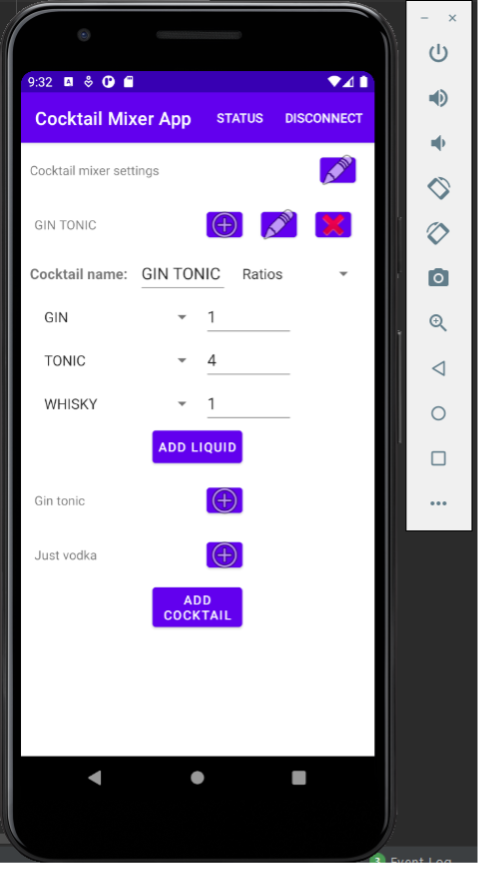 9:32
Cocktail Mixer App STATUS DISCONNECT
Cocktail mixer settings
GIN TONIC
Cocktail name: GIN TONIC Ratios
GIN 1
TONIC 4
WHISKY 1
ADD LIQUID
Gin tonic
Just vodka
ADD
COCKTAIL
3 Event Log